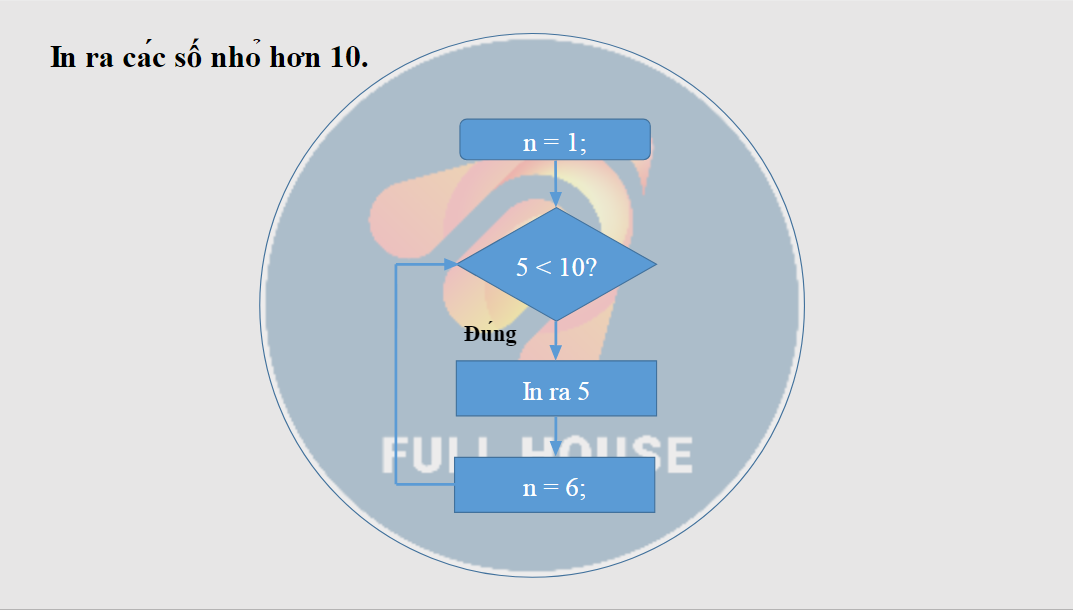 In ra các số nhỏ hơn 10.
n = 1;
5 < 10?
Đúng
In ra 5
FULL HOUSE
n = 6;